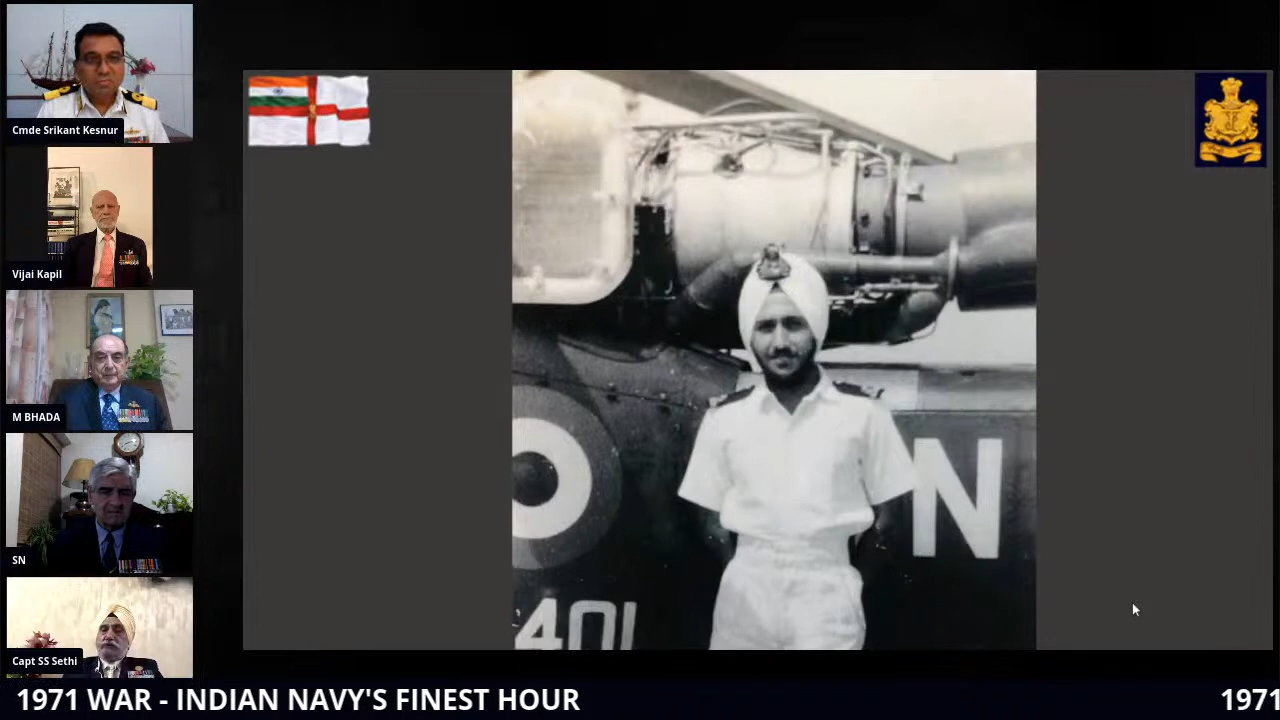 Cmde Srikant Kesnur
Vijai Kapil
M BHADA
SN
Capt SS Sethi
N
401
1971 WAR - INDIAN NAVY'S FINEST HOUR
1971